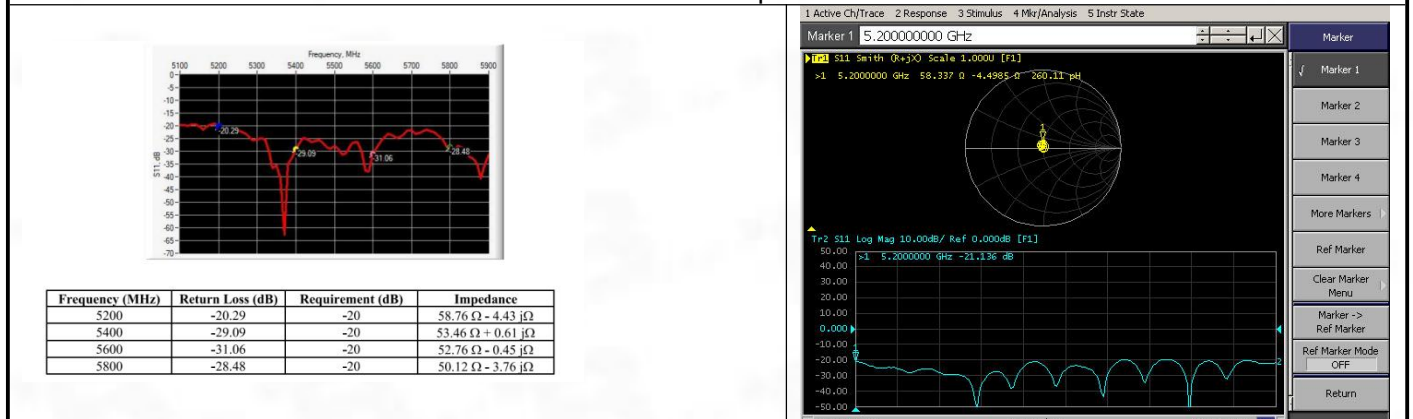 Frequency, MHz
5100 5200 5300 5400 5500 5600 5700 5800 5900
0
-5
-10
-15
-20
-25
-30
-35
-40
-45
-50
-55
-60
-65
-70
S11, dB
-20.29
-29.09
-31.06
-28.48
Frequency (MHz) Return Loss (dB) Requirement (dB) Impedance
5200 -20.29 -20 58.76 Ω - 4.43 jΩ
5400 -29.09 -20 53.46 Ω + 0.61 jΩ
5600 -31.06 -20 52.76 Ω - 0.45 jΩ
5800 -28.48 -20 50.12 Ω - 3.76 jΩ
1 Active Ch/Trace 2 Response 3 Stimulus 4 Mkr/Analysis 5 Instr State
Marker 1 5.200000000 GHz
Tr1 S11 Smith (R+jX) Scale 1.000U [F1]
>1 5.2000000 GHz 58.337 Ω -4.4985 Ω 260.11 pH
1
Tr2 S11 Log Mag 10.00dB/ Ref 0.000dB [F1]
>1 5.2000000 GHz -21.136 dB
50.00
40.00
30.00
20.00
10.00
0.000
-10.00
-20.00
-30.00
-40.00
-50.00
1
2
Marker
√ Marker 1
Marker 2
Marker 3
Marker 4
More Markers
Ref Marker
Clear Marker
Menu
Marker ->
Ref Marker
Ref Marker Mode
OFF
Return